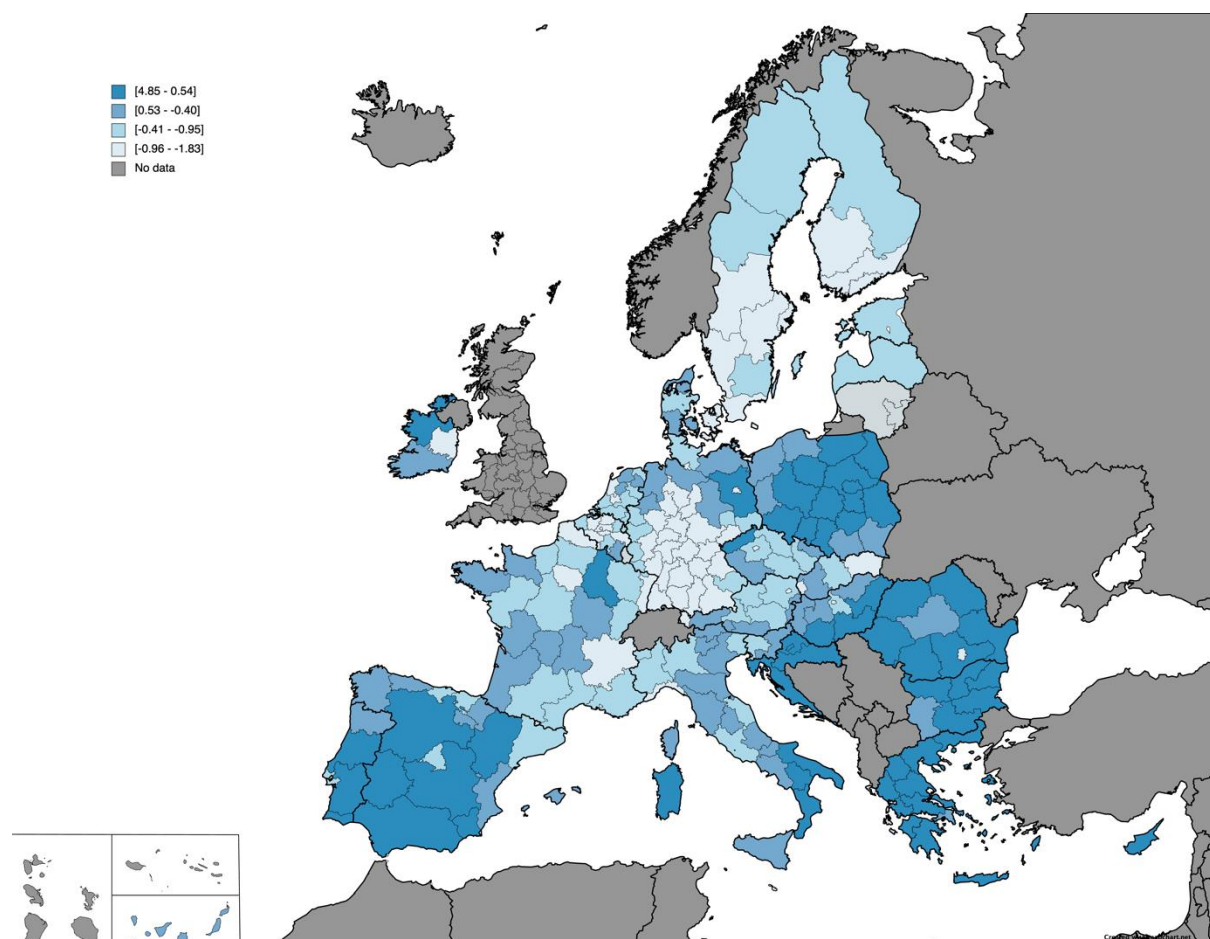 [4.85 - 0.54]
[0.53 - -0.40]
[-0.41 - -0.95]
[-0.96 - -1.83]
No data